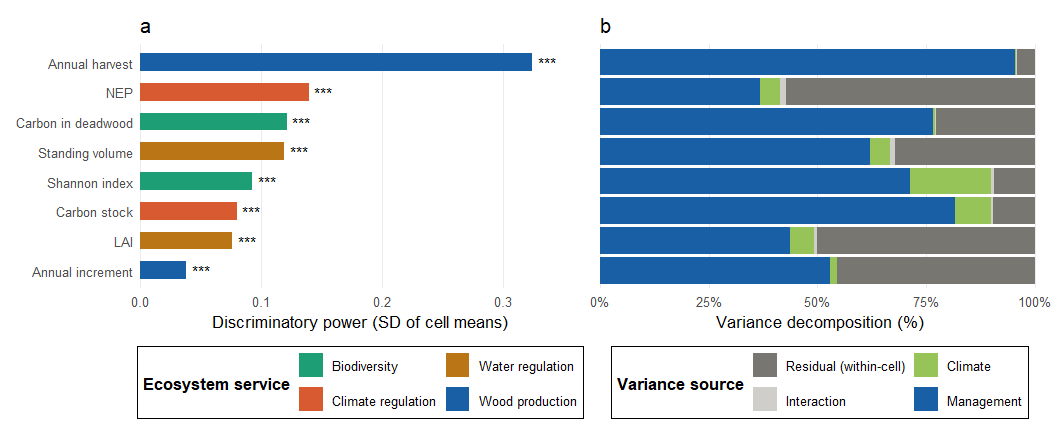 a
b
Annual harvest
***
NEP
***
Carbon in deadwood
***
Standing volume
***
Shannon index
***
Carbon stock
***
LAI
***
Annual increment
***
0.0 0.1 0.2 0.3
0% 25% 50% 75% 100%
Discriminatory power (SD of cell means)
Variance decomposition (%)
Ecosystem service
Biodiversity
Water regulation
Climate regulation
Wood production
Variance source
Residual (within-cell)
Climate
Interaction
Management